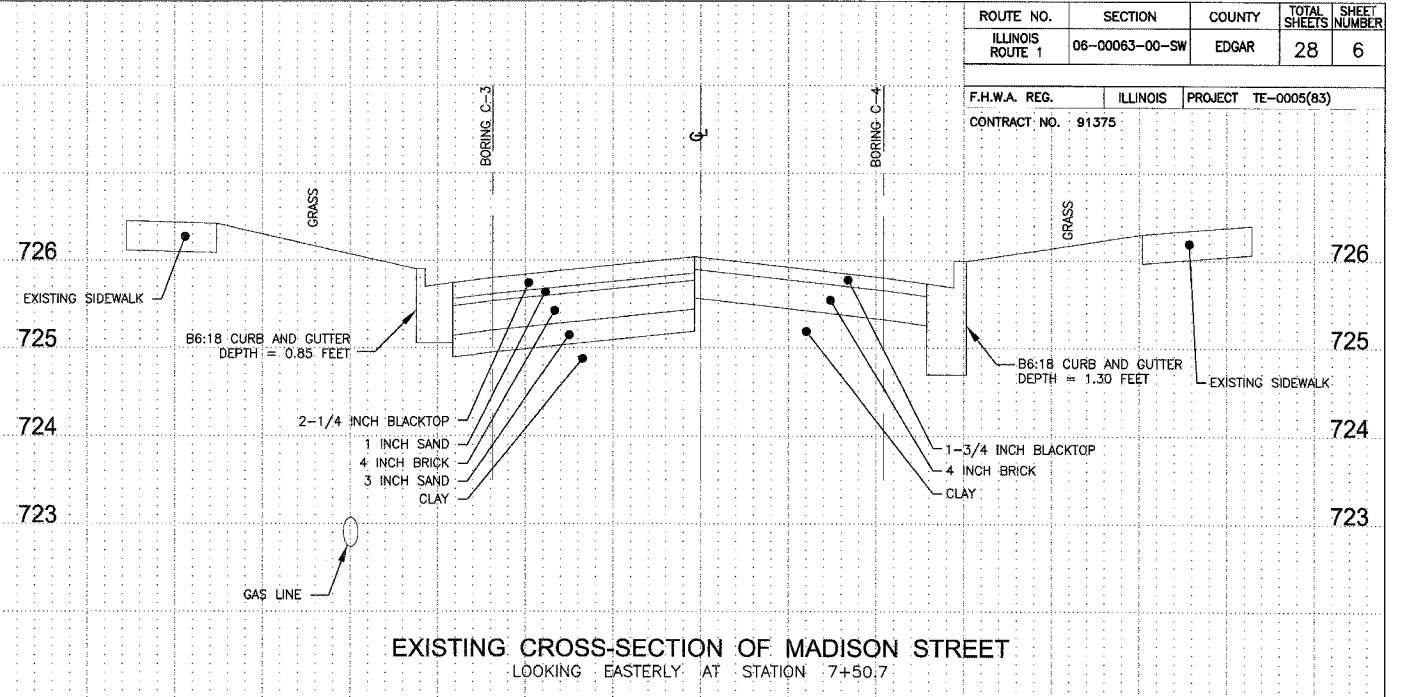 ROUTE NO. SECTION COUNTY TOTAL SHEETS SHEET NUMBER
ILLINOIS ROUTE 1 06-00063-00-SW EDGAR 28 6
F.H.W.A. REG. ILLINOIS PROJECT TE-0005(83)
CONTRACT NO. 91375
BORING C-3
℄
BORING C-4
GRASS
GRASS
726
726
EXISTING SIDEWALK
B6:18 CURB AND GUTTER
DEPTH = 0.85 FEET
725
725
B6:18 CURB AND GUTTER
DEPTH = 1.30 FEET
EXISTING SIDEWALK
724
724
2-1/4 INCH BLACKTOP
1 INCH SAND
4 INCH BRICK
3 INCH SAND
CLAY
1-3/4 INCH BLACKTOP
4 INCH BRICK
CLAY
723
723
GAS LINE
EXISTING CROSS-SECTION OF MADISON STREET
LOOKING EASTERLY AT STATION 7+50.7